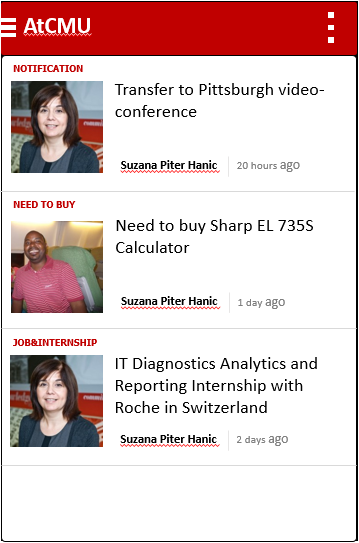 AtCMU
NOTIFICATION
Transfer to Pittsburgh video-
conference
Suzana Piter Hanic 20 hours ago
NEED TO BUY
Need to buy Sharp EL 735S
Calculator
Suzana Piter Hanic 1 day ago
JOB&INTERNSHIP
IT Diagnostics Analytics and
Reporting Internship with
Roche in Switzerland
Suzana Piter Hanic 2 days ago